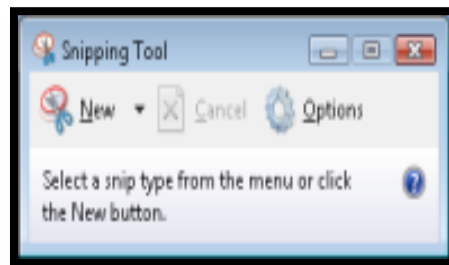 Snipping Tool
New Cancel Options
Select a snip type from the menu or click
the New button.